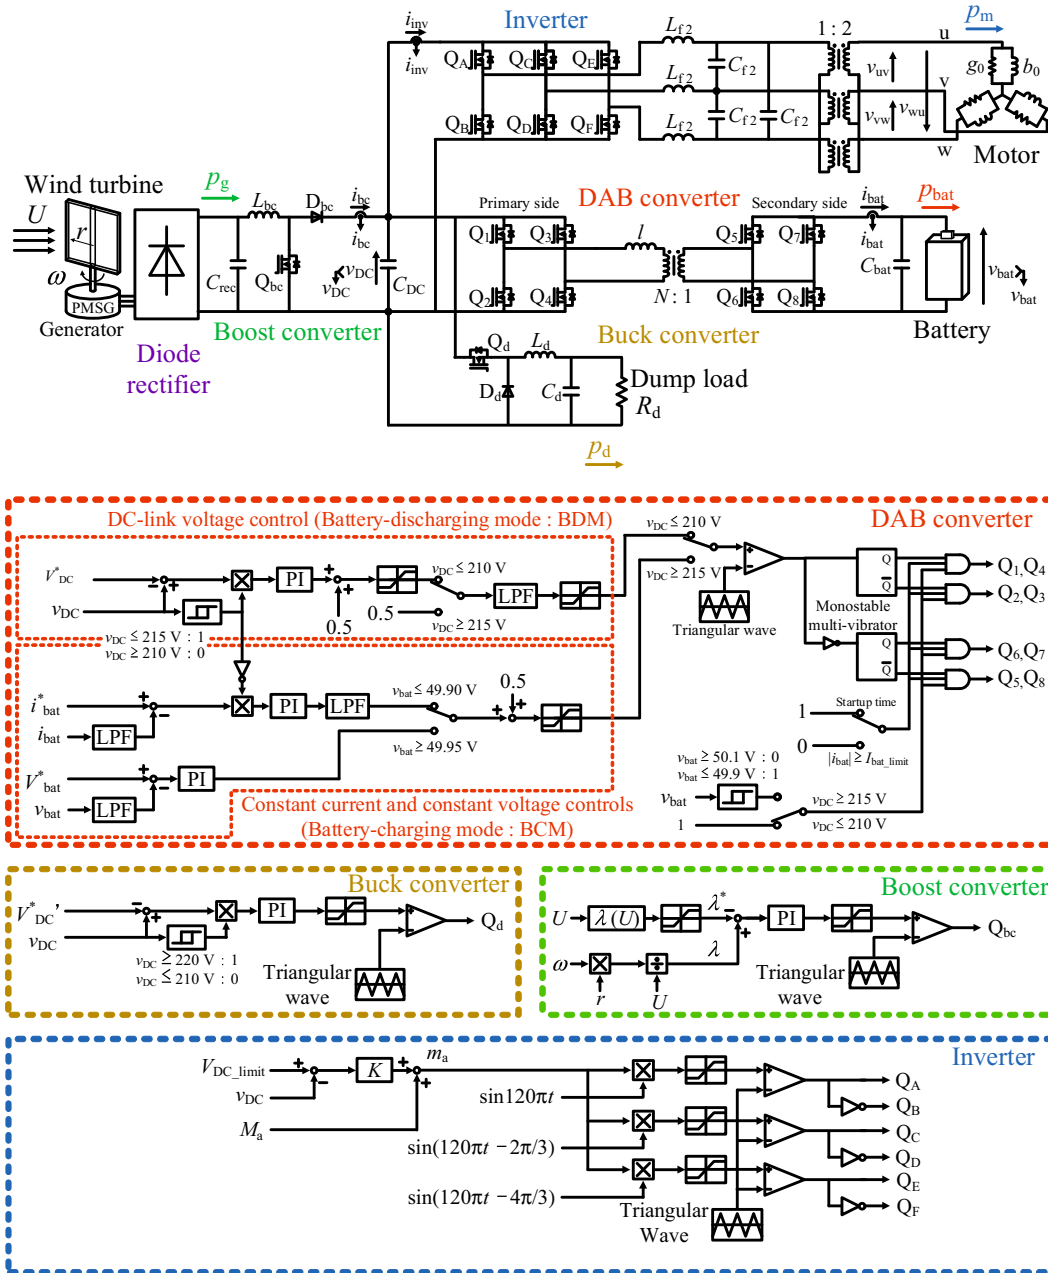 i_inv
Inverter
p_m
i_inv
L_f2
1 : 2
u
Q_A
Q_C
Q_E
C_f2
v_uv
g_0
b_0
L_f2
v
Q_B
Q_D
Q_F
C_f2
C_f2
v_vw
v_wu
L_f2
w
Motor
Wind turbine
p_g
L_bc
D_bc
i_bc
DAB converter
i_bat
p_bat
U
r
Primary side
Secondary side
i_bc
Q_1
Q_3
l
Q_5
Q_7
i_bat
ω
C_rec
Q_bc
v_DC
v_DC
C_DC
C_bat
v_bat
v_bat
PMSG
Q_2
Q_4
N : 1
Q_6
Q_8
Generator
Boost converter
Buck converter
Battery
Diode
rectifier
Q_d
L_d
D_d
C_d
Dump load
R_d
p_d
DC-link voltage control (Battery-discharging mode : BDM)
v_DC ≤ 210 V
DAB converter
V*_DC
PI
v_DC ≤ 210 V
v_DC ≥ 215 V
Q
Q_1,Q_4
v_DC
0.5
0.5
LPF
Q
Q_2,Q_3
v_DC ≥ 215 V
Triangular wave
Monostable
multi-vibrator
v_DC ≤ 215 V : 1
v_DC ≥ 210 V : 0
Q
Q_6,Q_7
Q
Q_5,Q_8
i*_bat
PI
LPF
v_bat ≤ 49.90 V
0.5
i_bat
LPF
v_bat ≥ 49.95 V
Startup time
1
0
|i_bat| ≥ I_bat_limit
V*_bat
PI
v_bat ≥ 50.1 V : 0
v_bat ≤ 49.9 V : 1
v_bat
LPF
v_bat
v_DC ≥ 215 V
Constant current and constant voltage controls
(Battery-charging mode : BCM)
1
v_DC ≤ 210 V
Buck converter
V*_DC'
PI
Q_d
v_DC
v_DC ≥ 220 V : 1
v_DC ≤ 210 V : 0
Triangular
wave
Boost converter
U
λ(U)
λ*
PI
Q_bc
ω
λ
r
U
Triangular
wave
Inverter
V_DC_limit
K
m_a
v_DC
M_a
sin120πt
Q_A
Q_B
sin(120πt − 2π/3)
Q_C
Q_D
sin(120πt − 4π/3)
Q_E
Q_F
Triangular
Wave